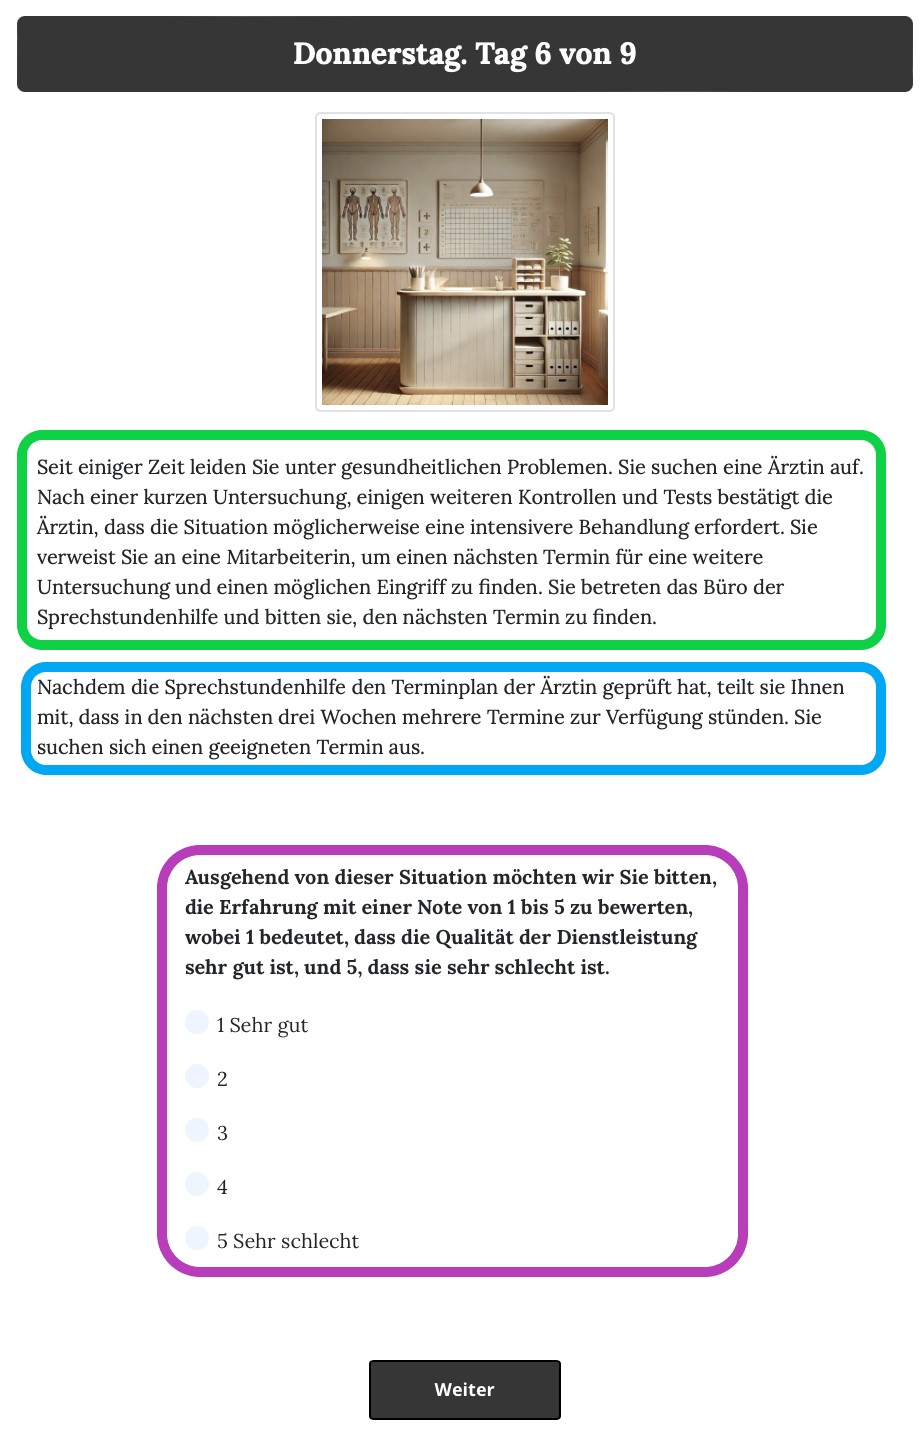 Donnerstag. Tag 6 von 9
Seit einiger Zeit leiden Sie unter gesundheitlichen Problemen. Sie suchen eine Ärztin auf.
Nach einer kurzen Untersuchung, einigen weiteren Kontrollen und Tests bestätigt die
Ärztin, dass die Situation möglicherweise eine intensivere Behandlung erfordert. Sie
verweist Sie an eine Mitarbeiterin, um einen nächsten Termin für eine weitere
Untersuchung und einen möglichen Eingriff zu finden. Sie betreten das Büro der
Sprechstundenhilfe und bitten sie, den nächsten Termin zu finden.
Nachdem die Sprechstundenhilfe den Terminplan der Ärztin geprüft hat, teilt sie Ihnen
mit, dass in den nächsten drei Wochen mehrere Termine zur Verfügung stünden. Sie
suchen sich einen geeigneten Termin aus.
Ausgehend von dieser Situation möchten wir Sie bitten,
die Erfahrung mit einer Note von 1 bis 5 zu bewerten,
wobei 1 bedeutet, dass die Qualität der Dienstleistung
sehr gut ist, und 5, dass sie sehr schlecht ist.
1 Sehr gut
2
3
4
5 Sehr schlecht
Weiter